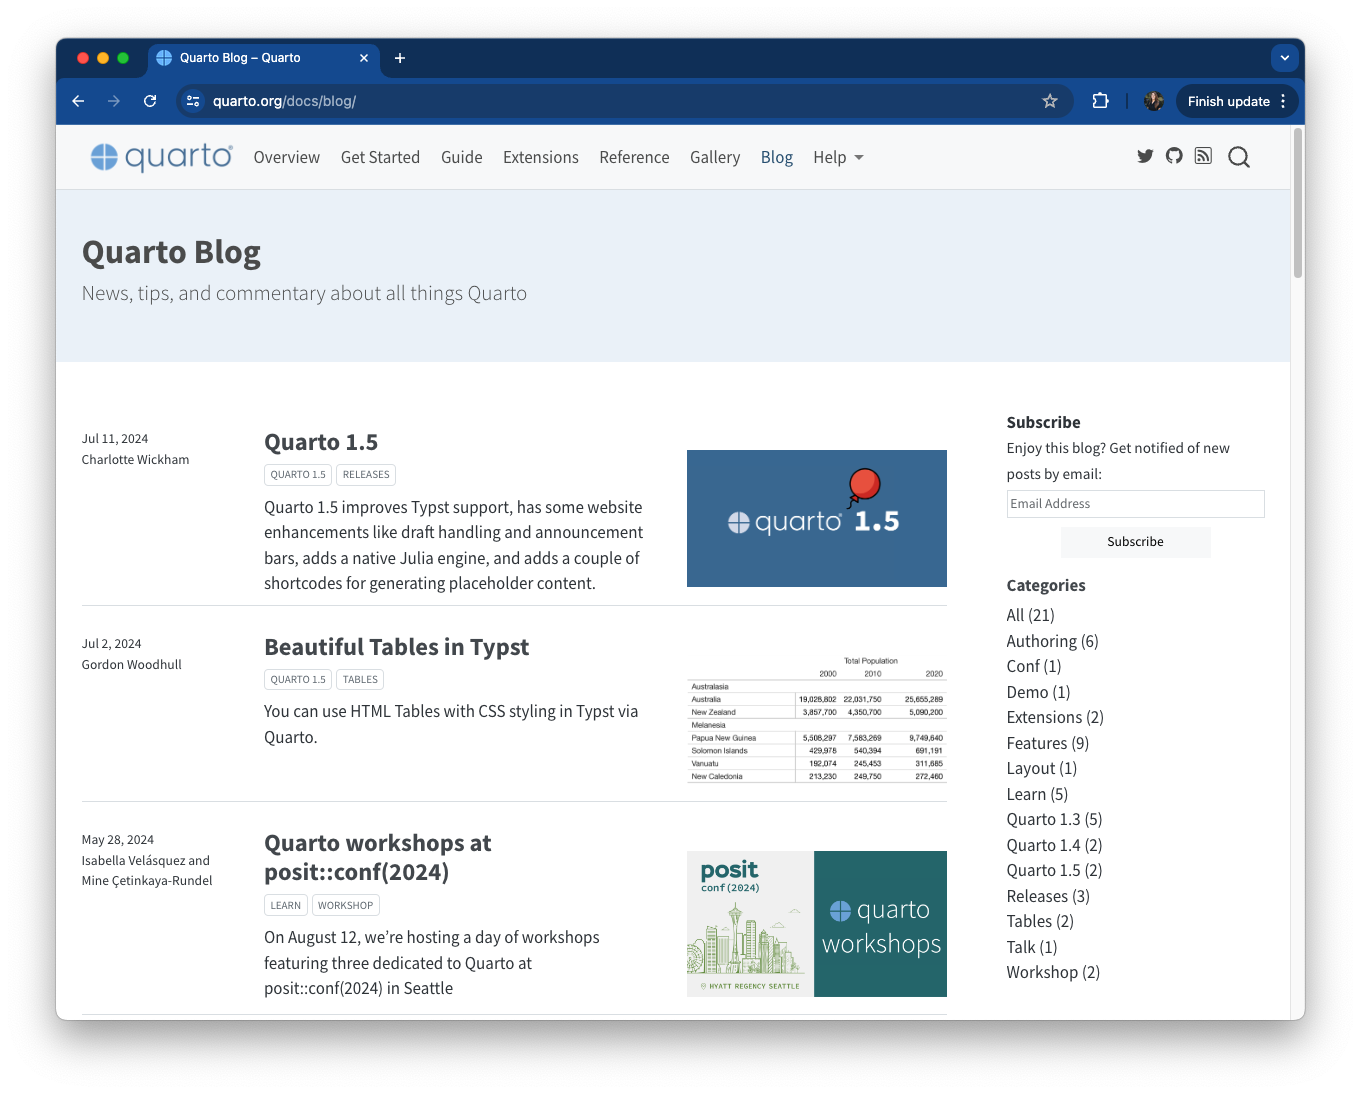 Quarto Blog – Quarto
quarto.org/docs/blog/
Finish update
quarto
Overview
Get Started
Guide
Extensions
Reference
Gallery
Blog
Help
Quarto Blog
News, tips, and commentary about all things Quarto
Jul 11, 2024
Charlotte Wickham
Quarto 1.5
QUARTO 1.5 RELEASES
Quarto 1.5 improves Typst support, has some website
enhancements like draft handling and announcement
bars, adds a native Julia engine, and adds a couple of
shortcodes for generating placeholder content.
quarto 1.5
Jul 2, 2024
Gordon Woodhull
Beautiful Tables in Typst
QUARTO 1.5 TABLES
You can use HTML Tables with CSS styling in Typst via
Quarto.
Total Population
2000 2010 2020
Australasia
Australia 19,028,802 22,031,750 25,655,289
New Zealand 3,857,700 4,350,700 5,090,200
Melanesia
Papua New Guinea 5,508,297 7,583,269 9,749,640
Solomon Islands 429,978 540,394 691,191
Vanuatu 192,074 245,453 311,685
New Caledonia 213,230 249,750 272,460
May 28, 2024
Isabella Velásquez and
Mine Çetinkaya-Rundel
Quarto workshops at
posit::conf(2024)
LEARN WORKSHOP
On August 12, we’re hosting a day of workshops
featuring three dedicated to Quarto at
posit::conf(2024) in Seattle
posit
conf(2024)
HYATT REGENCY SEATTLE
quarto
workshops
Subscribe
Enjoy this blog? Get notified of new
posts by email:
Email Address
Subscribe
Categories
All (21)
Authoring (6)
Conf (1)
Demo (1)
Extensions (2)
Features (9)
Layout (1)
Learn (5)
Quarto 1.3 (5)
Quarto 1.4 (2)
Quarto 1.5 (2)
Releases (3)
Tables (2)
Talk (1)
Workshop (2)